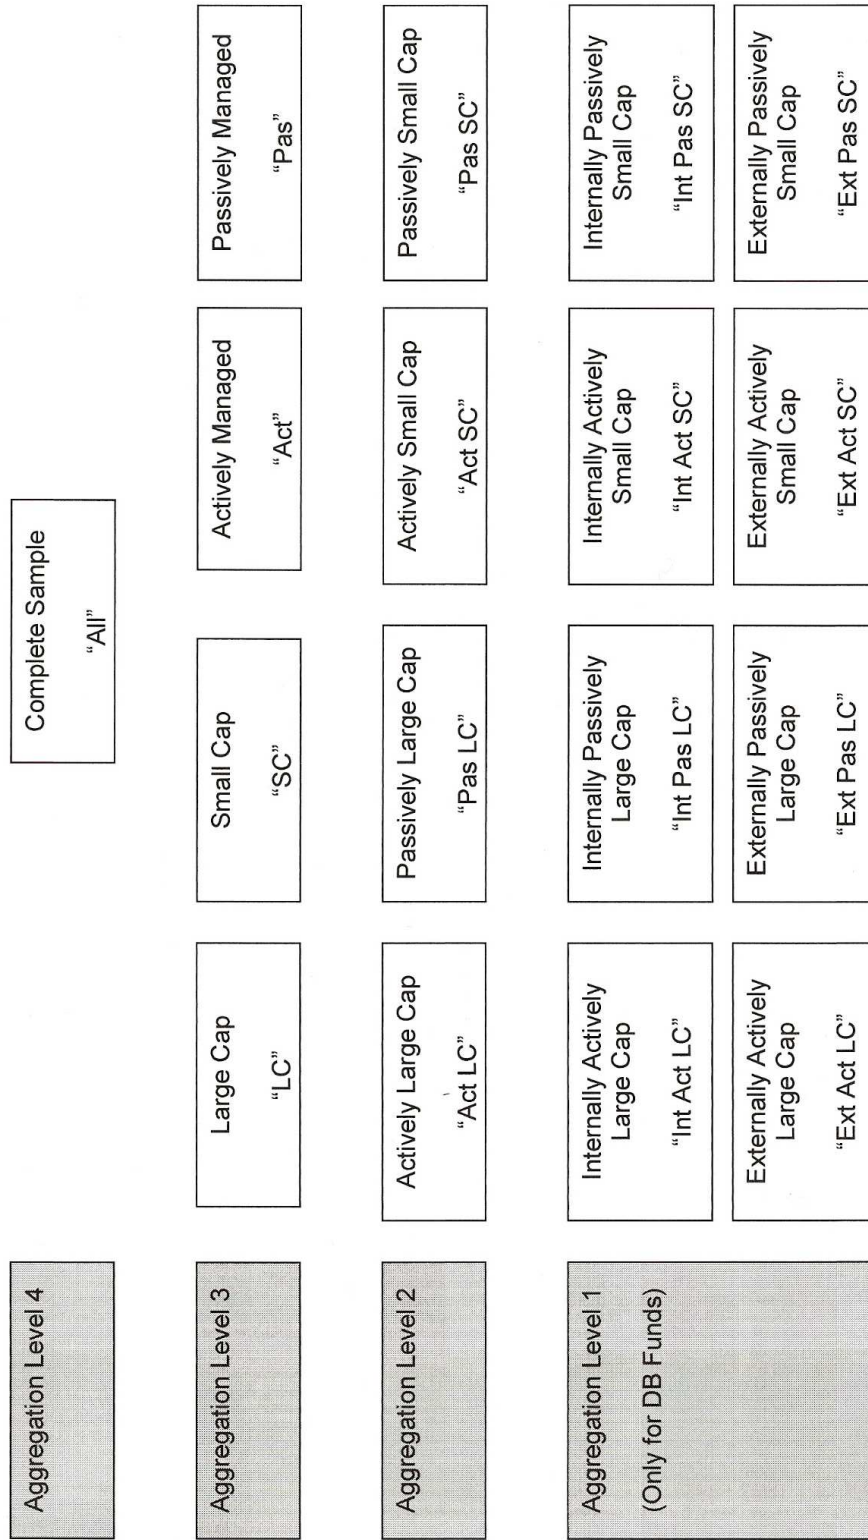 Aggregation Level 4
Complete Sample
“All”
Aggregation Level 3
Large Cap
“LC”
Small Cap
“SC”
Actively Managed
“Act”
Passively Managed
“Pas”
Aggregation Level 2
Actively Large Cap
“Act LC”
Passively Large Cap
“Pas LC”
Actively Small Cap
“Act SC”
Passively Small Cap
“Pas SC”
Aggregation Level 1
(Only for DB Funds)
Internally Actively
Large Cap
“Int Act LC”
Internally Passively
Large Cap
“Int Pas LC”
Internally Actively
Small Cap
“Int Act SC”
Internally Passively
Small Cap
“Int Pas SC”
Externally Actively
Large Cap
“Ext Act LC”
Externally Passively
Large Cap
“Ext Pas LC”
Externally Actively
Small Cap
“Ext Act SC”
Externally Passively
Small Cap
“Ext Pas SC”